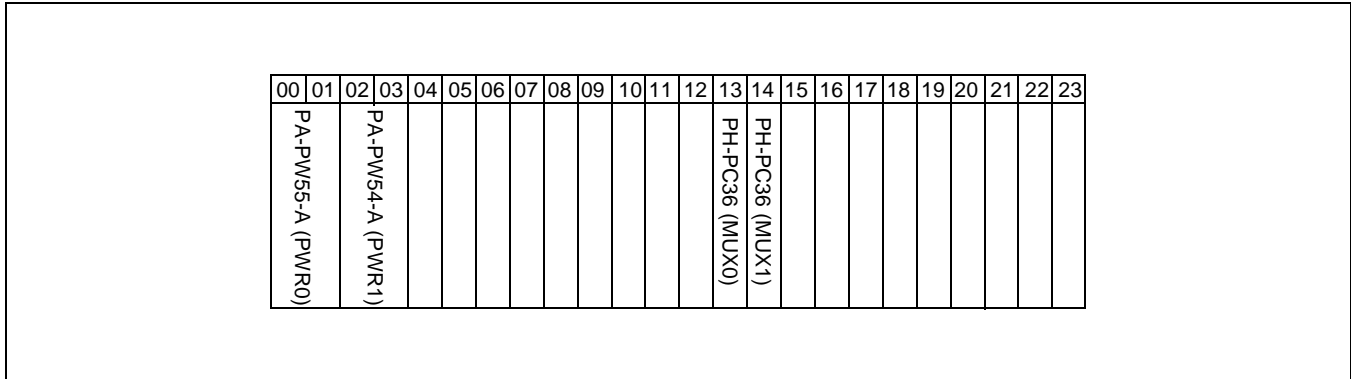 00 01 02 03 04 05 06 07 08 09 10 11 12 13 14 15 16 17 18 19 20 21 22 23
PA-PW55-A (PWR0)
PA-PW54-A (PWR1)
PH-PC36 (MUX0)
PH-PC36 (MUX1)